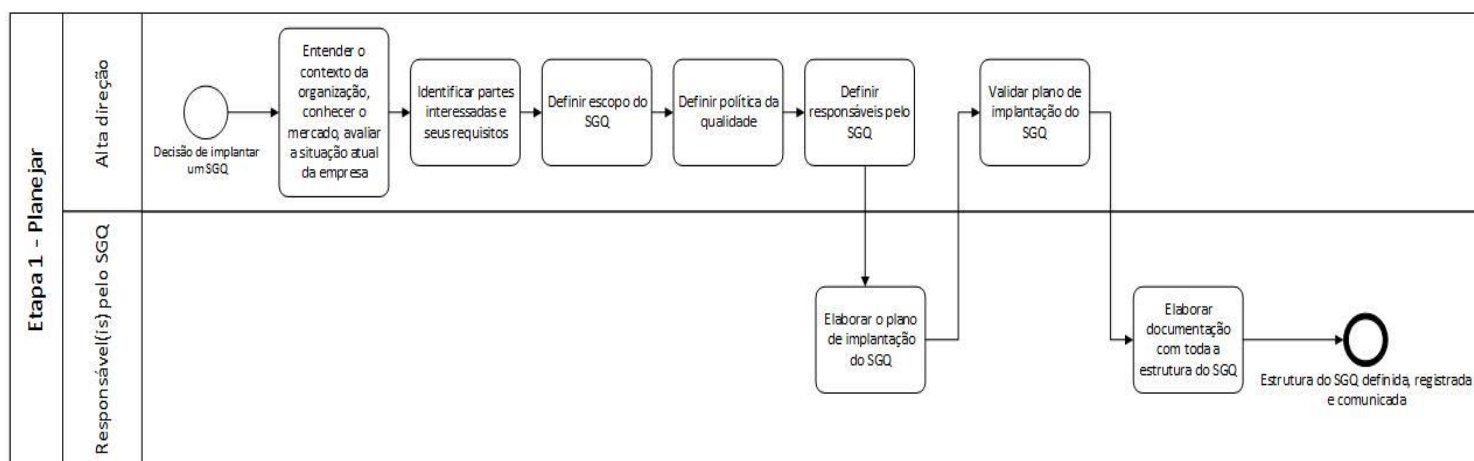 Etapa 1 - Planejar
Alta direção
Decisão de implantar
um SGQ
Entender o
contexto da
organização,
conhecer o
mercado, avaliar
a situação atual
da empresa
Identificar partes
interessadas e
seus requisitos
Definir escopo do
SGQ
Definir política da
qualidade
Definir
responsáveis pelo
SGQ
Validar plano de
implantação do
SGQ
Responsável(is) pelo SGQ
Elaborar o plano
de implantação
do SGQ
Elaborar
documentação
com toda a
estrutura do SGQ
Estrutura do SGQ definida, registrada
e comunicada